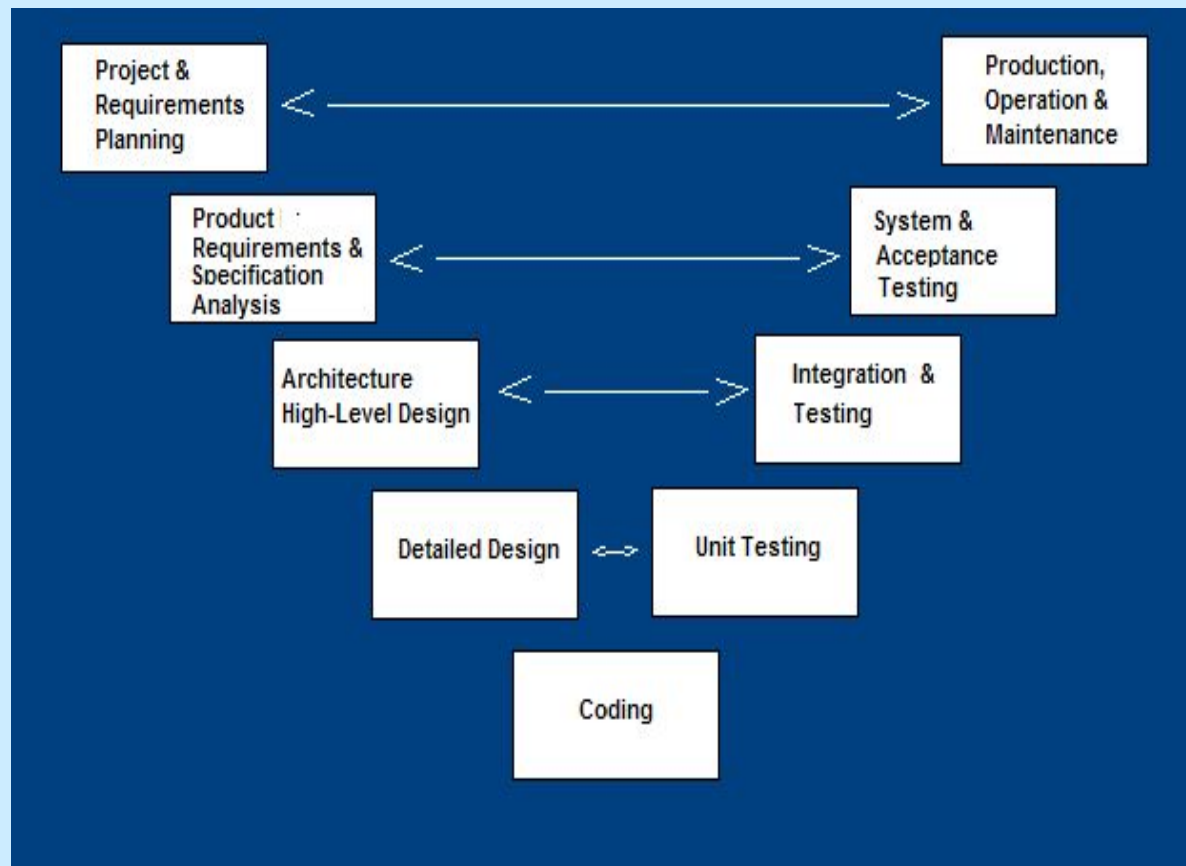 Project &
Requirements
Planning
Production,
Operation &
Maintenance
Product
Requirements &
Specification
Analysis
System &
Acceptance
Testing
Architecture
High-Level Design
Integration &
Testing
Detailed Design
Unit Testing
Coding